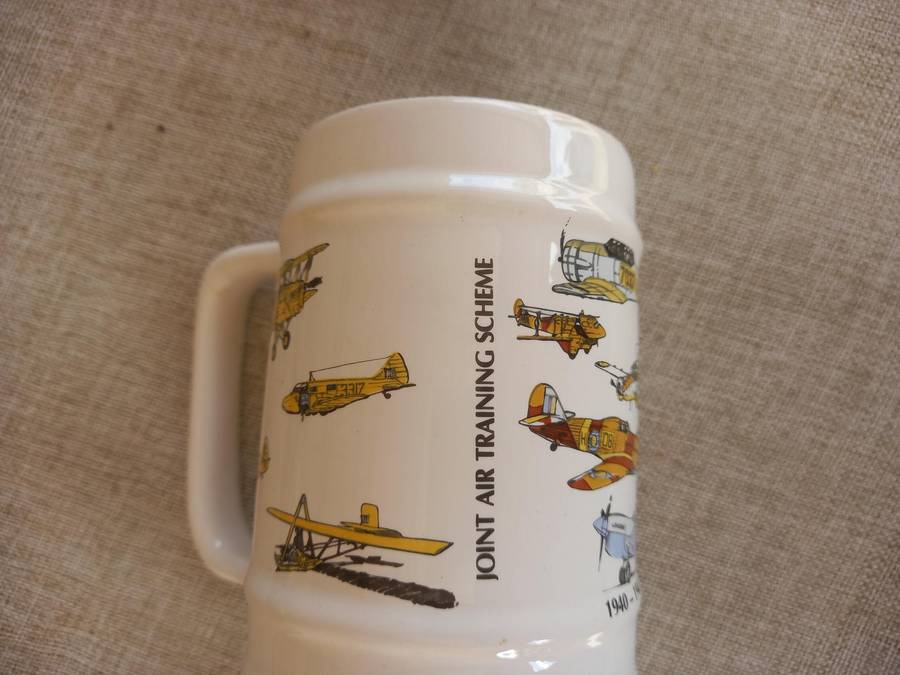 JOINT AIR TRAINING SCHEME
3317
1940 -